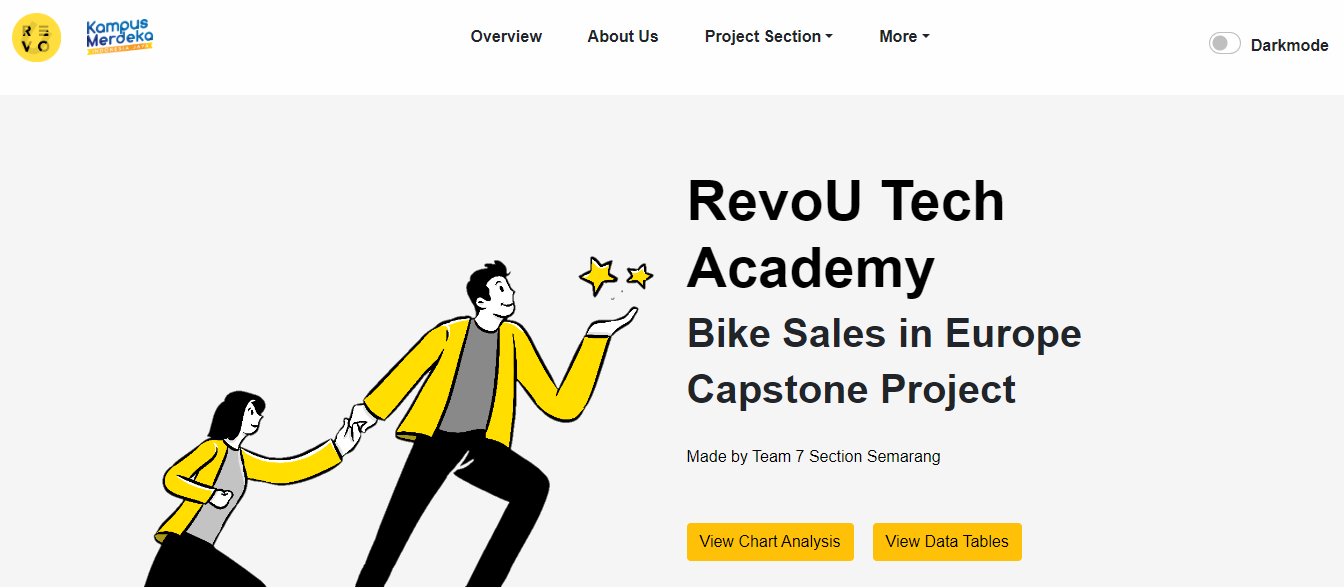 REVO
Kampus
Merdeka
INDONESIA JAYA
Overview
About Us
Project Section
More
Darkmode
RevoU Tech
Academy
Bike Sales in Europe
Capstone Project
Made by Team 7 Section Semarang
View Chart Analysis
View Data Tables